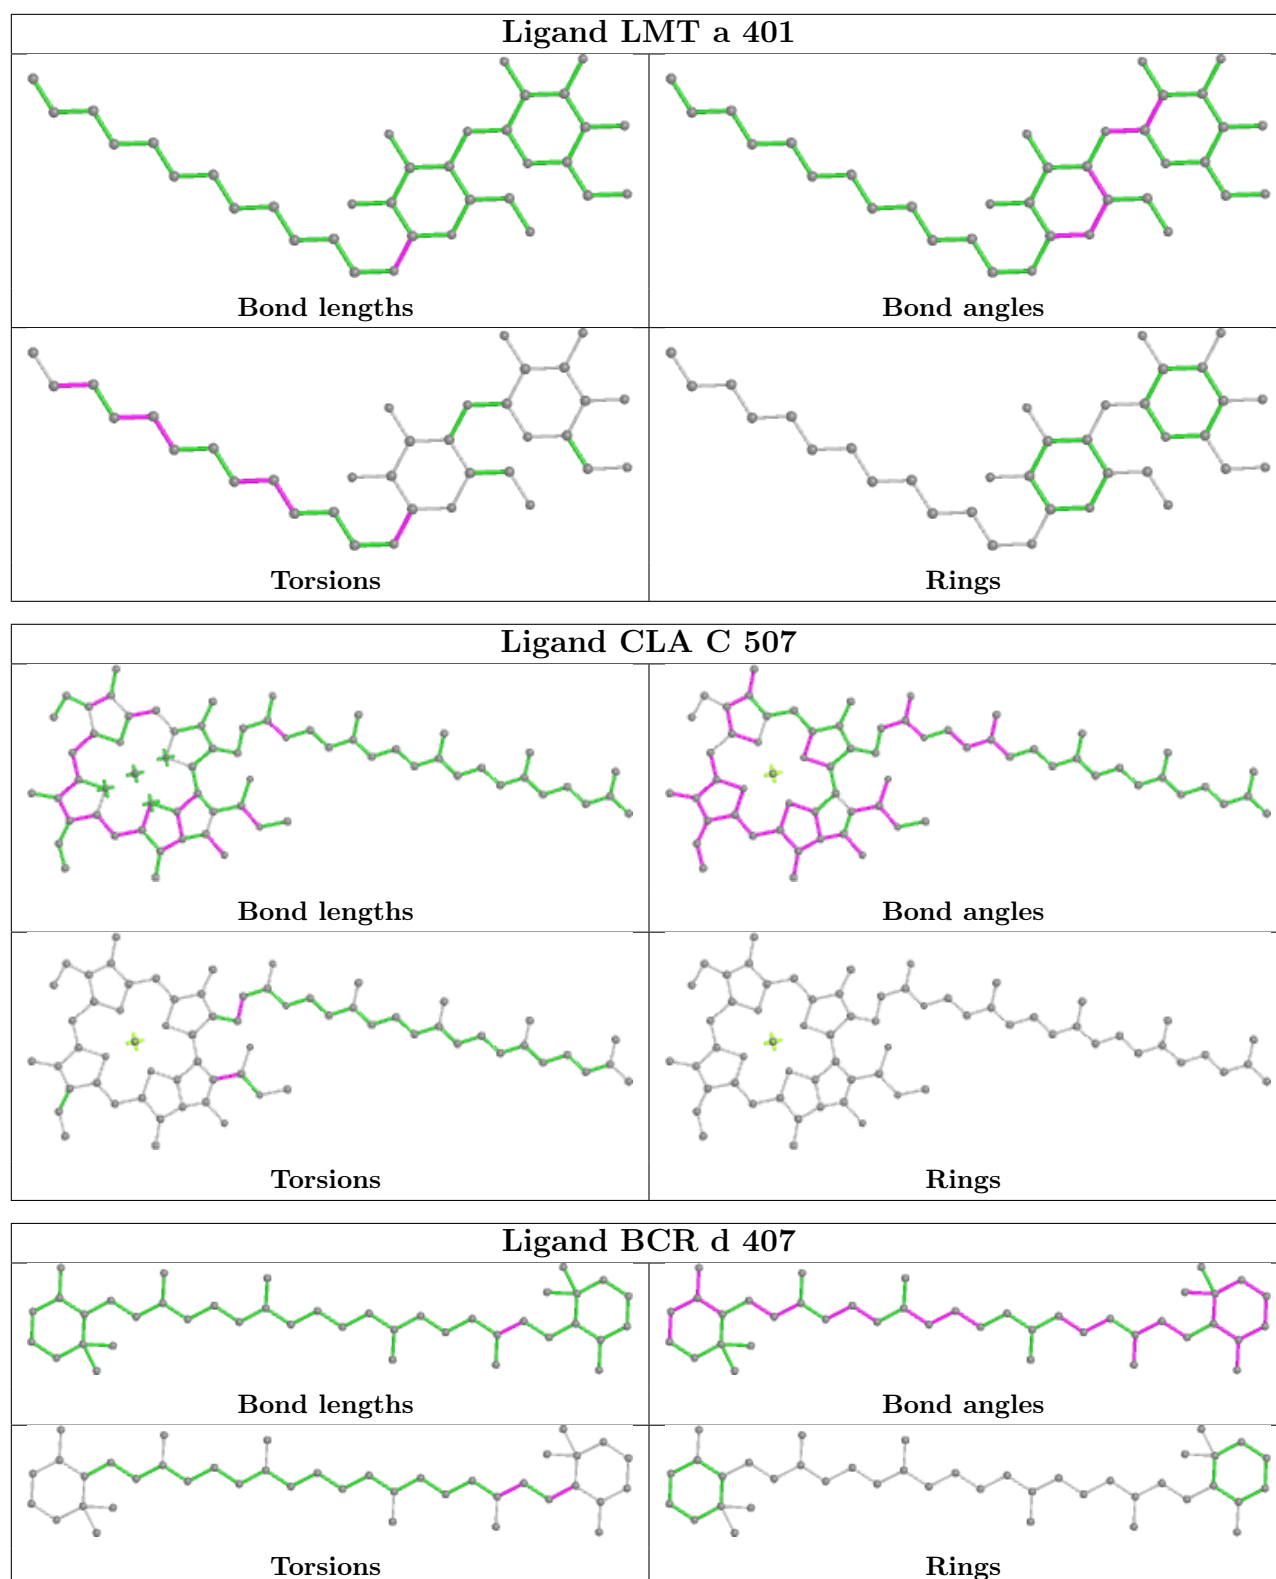 Ligand LMT a 401
Bond lengths
Bond angles
Torsions
Rings
Ligand CLA C 507
Bond lengths
Bond angles
Torsions
Rings
Ligand BCR d 407
Bond lengths
Bond angles
Torsions
Rings